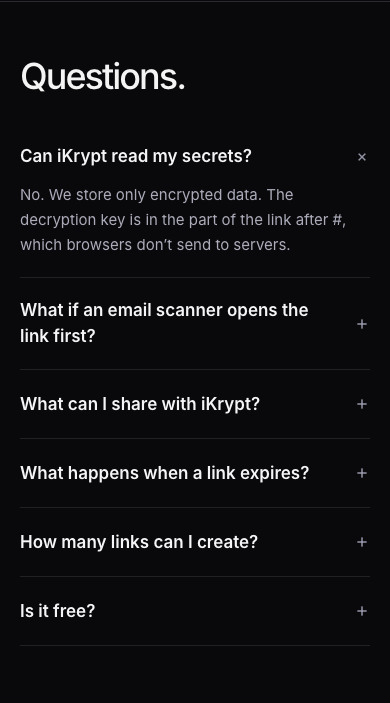 Questions.
Can iKrypt read my secrets?
No. We store only encrypted data. The
decryption key is in the part of the link after #,
which browsers don’t send to servers.
What if an email scanner opens the
link first?
What can I share with iKrypt?
What happens when a link expires?
How many links can I create?
Is it free?